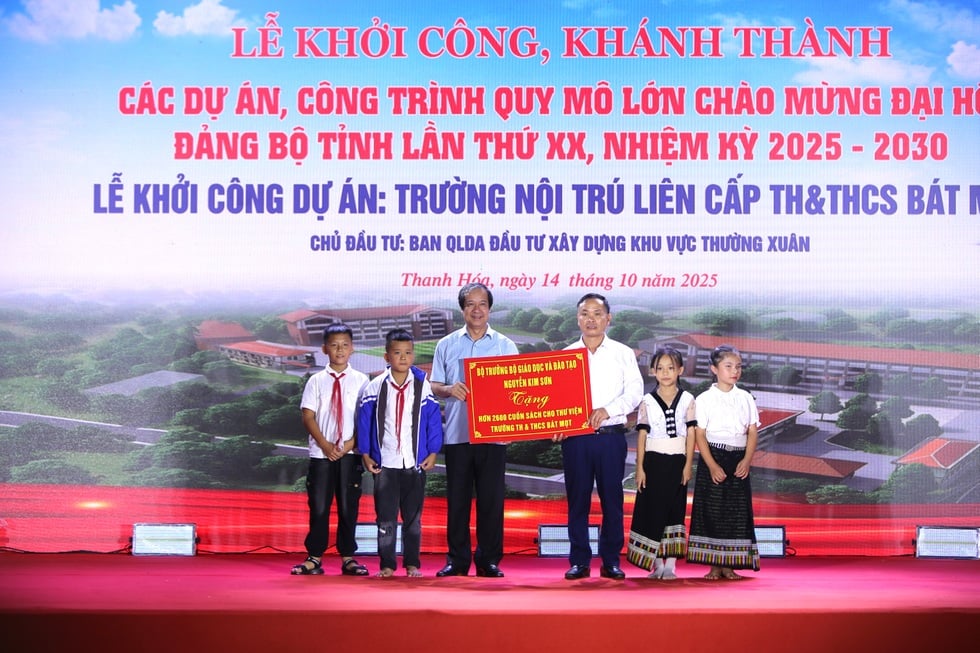 LỄ KHỞI CÔNG, KHÁNH THÀNH
CÁC DỰ ÁN, CÔNG TRÌNH QUY MÔ LỚN CHÀO MỪNG ĐẠI H
ĐẢNG BỘ TỈNH LẦN THỨ XX, NHIỆM KỲ 2025 - 2030
LỄ KHỞI CÔNG DỰ ÁN: TRƯỜNG NỘI TRÚ LIÊN CẤP TH&THCS BÁT M
CHỦ ĐẦU TƯ: BAN QLDA ĐẦU TƯ XÂY DỰNG KHU VỰC THƯỜNG XUÂN
Thanh Hóa, ngày 14 tháng 10 năm 2025
BỘ TRƯỞNG BỘ GIÁO DỤC VÀ ĐÀO TẠO
NGUYỄN KIM SƠN
Tặng
HƠN 2600 CUỐN SÁCH CHO THƯ VIỆN
TRƯỜNG TH & THCS BÁT MỌT